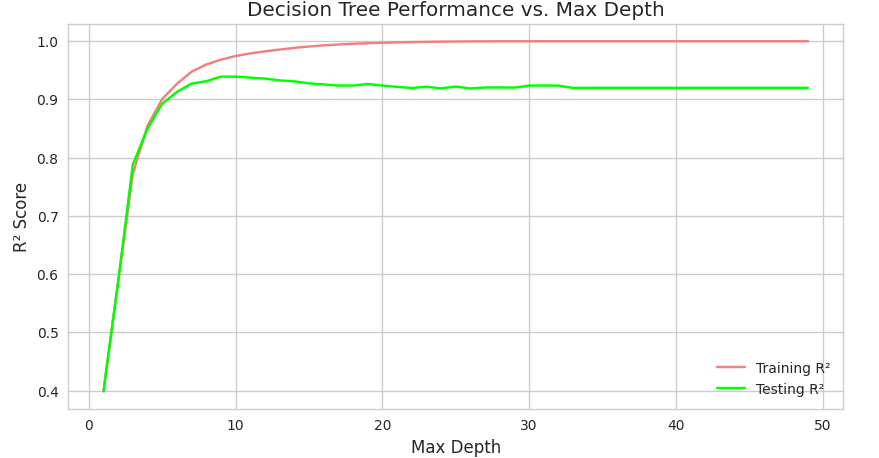 Decision Tree Performance vs. Max Depth
1.0
0.9
0.8
0.7
0.6
0.5
0.4
R² Score
0 10 20 30 40 50
Max Depth
Training R²
Testing R²